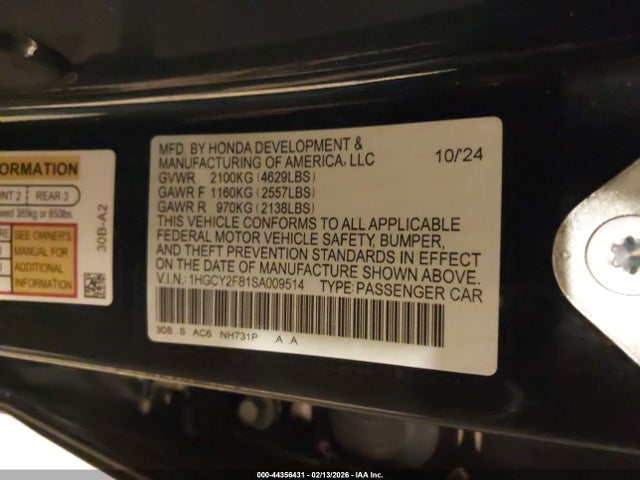 MFD. BY HONDA DEVELOPMENT &
MANUFACTURING OF AMERICA, LLC 10/'24
GVWR 2100KG (4629LBS)
GAWR F 1160KG (2557LBS)
GAWR R 970KG (2138LBS)
THIS VEHICLE CONFORMS TO ALL APPLICABLE
FEDERAL MOTOR VEHICLE SAFETY, BUMPER,
AND THEFT PREVENTION STANDARDS IN EFFECT
ON THE DATE OF MANUFACTURE SHOWN ABOVE.
V.I.N.: 1HGCY2F81SA009514 TYPE: PASSENGER CAR
30B S AC6 NH731P A A
2 REAR 3
385kg or 850lbs.
SEE OWNER'S
MANUAL FOR
ADDITIONAL
INFORMATION
30B-A2
000-44356431 - 02/13/2026 - IAA Inc.